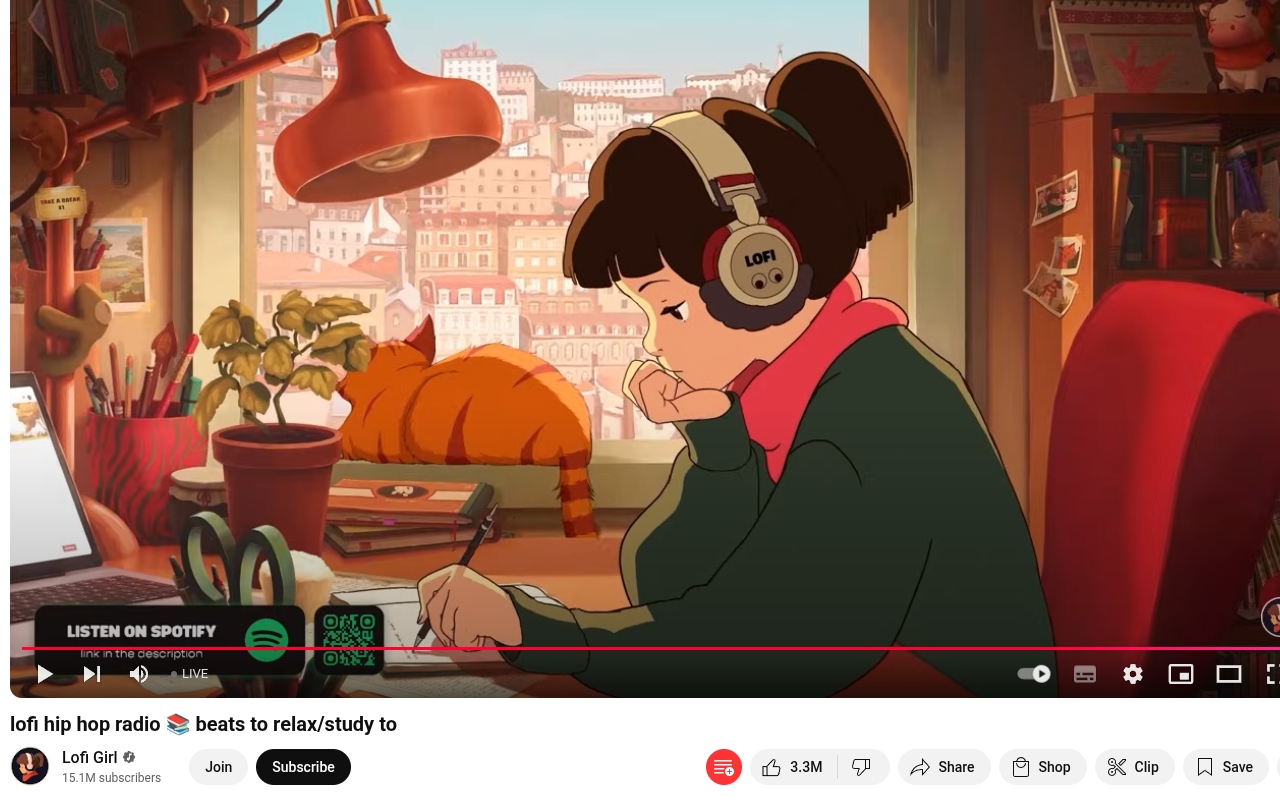 TAKE A BREAK
X1
LOFI
LISTEN ON SPOTIFY
link in the description
LIVE
lofi hip hop radio 📚 beats to relax/study to
Lofi Girl
15.1M subscribers
Join
Subscribe
3.3M
Share
Shop
Clip
Save